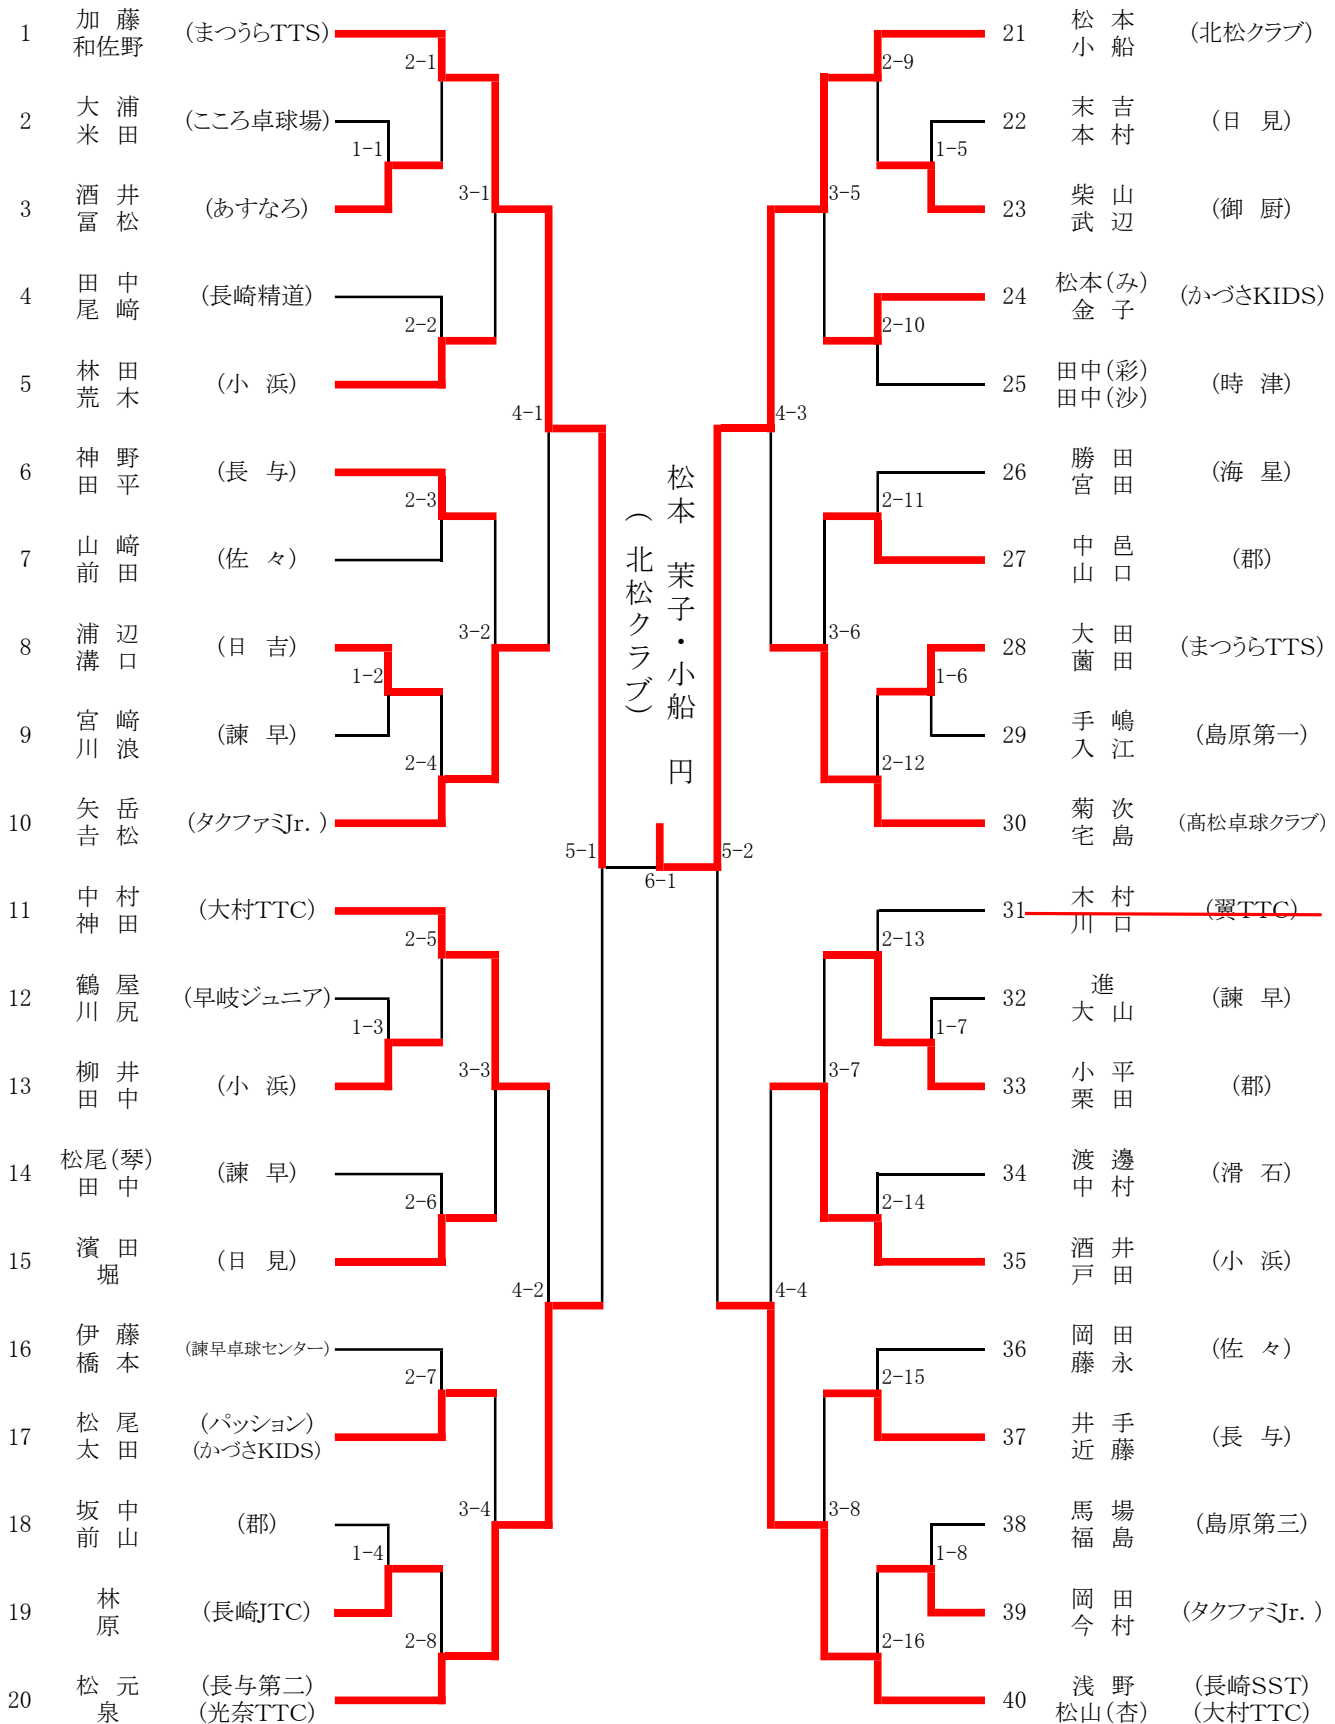 1 加藤 和佐野 (まつうらTTS)
2 大浦 米田 (こころ卓球場)
3 酒井 冨松 (あすなろ)
4 田中 尾﨑 (長崎精道)
5 林田 荒木 (小浜)
6 神野 田平 (長与)
7 山﨑 前田 (佐々)
8 浦辺 溝口 (日吉)
9 宮﨑 川浪 (諫早)
10 矢岳 𠮷松 (タクファミJr.)
11 中村 神田 (大村TTC)
12 鶴屋 川尻 (早岐ジュニア)
13 柳井 田中 (小浜)
14 松尾(琴) 田中 (諫早)
15 濱田 堀 (日見)
16 伊藤 橋本 (諫早卓球センター)
17 松尾 太田 (パッション) (かづさKIDS)
18 坂中 前山 (郡)
19 林 原 (長崎JTC)
20 松元 泉 (長与第二) (光奈TTC)
2-1
1-1
3-1
2-2
4-1
2-3
3-2
1-2
2-4
5-1
2-5
1-3
3-3
2-6
4-2
2-7
3-4
1-4
2-8
松本 茉子・小船 円
(北松クラブ)
6-1
2-9
1-5
3-5
2-10
4-3
2-11
3-6
1-6
2-12
5-2
2-13
1-7
3-7
2-14
4-4
2-15
3-8
1-8
2-16
21 松本 小船 (北松クラブ)
22 末吉 本村 (日見)
23 柴山 武辺 (御厨)
24 松本(み) 金子 (かづさKIDS)
25 田中(彩) 田中(沙) (時津)
26 勝田 宮田 (海星)
27 中邑 山口 (郡)
28 大田 薗田 (まつうらTTS)
29 手嶋 入江 (島原第一)
30 菊次 宅島 (髙松卓球クラブ)
31 木村 川口 (翼TTC)
32 進 大山 (諫早)
33 小平 栗田 (郡)
34 渡邊 中村 (滑石)
35 酒井 戸田 (小浜)
36 岡田 藤永 (佐々)
37 井手 近藤 (長与)
38 馬場 福島 (島原第三)
39 岡田 今村 (タクファミJr.)
40 浅野 松山(杏) (長崎SST) (大村TTC)